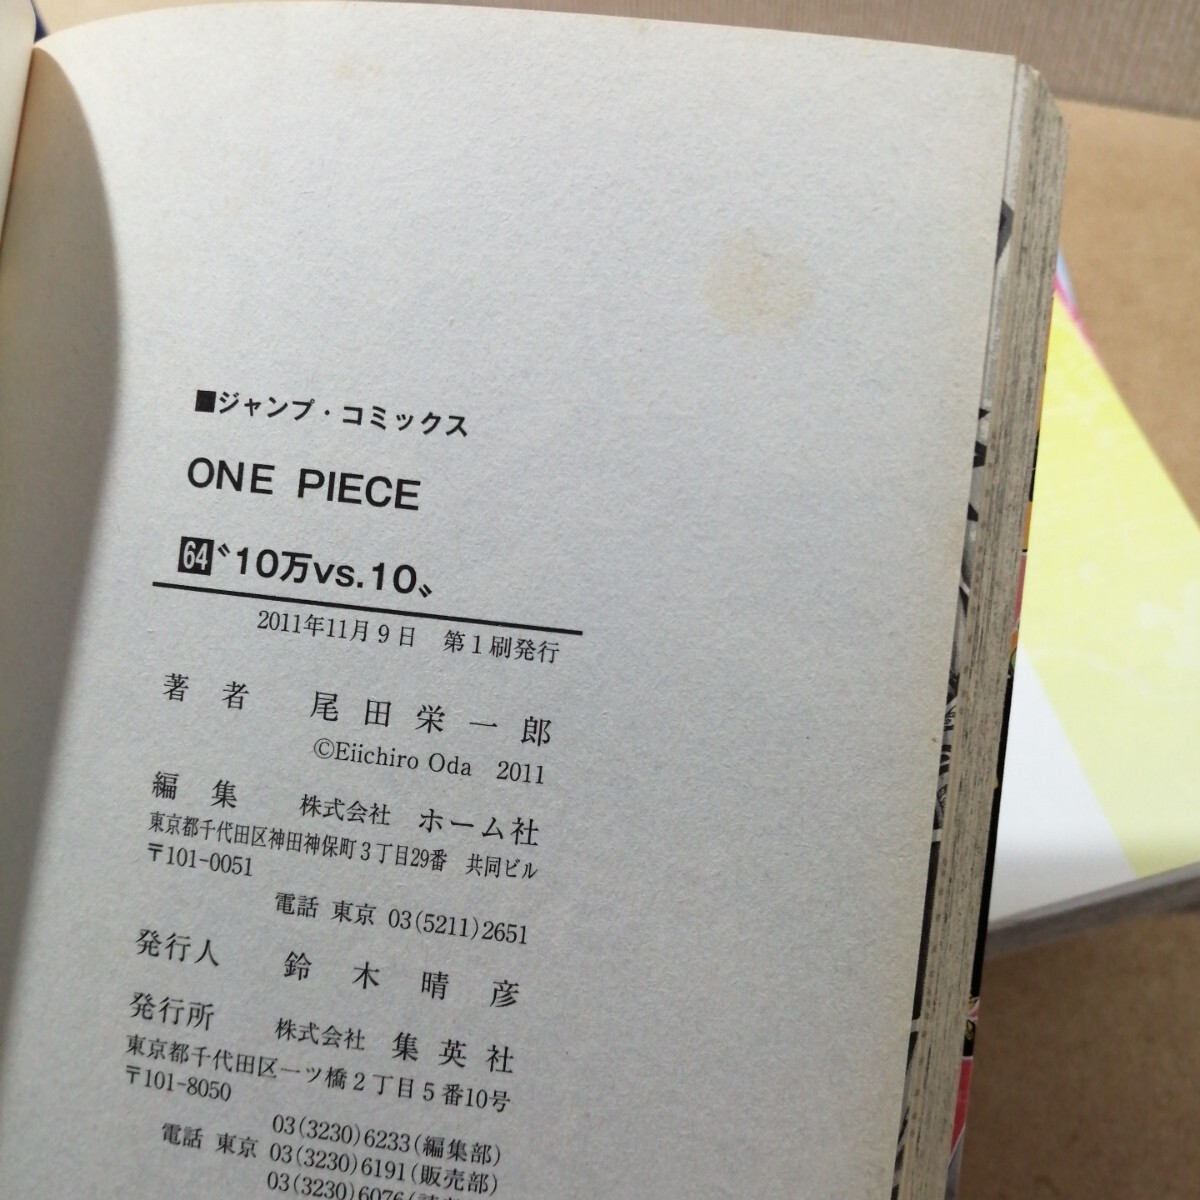 ■ジャンプ・コミックス
ONE PIECE
64 〝10万vs.10〟
2011年11月9日 第1刷発行
著者 尾田栄一郎
©Eiichiro Oda 2011
編集 株式会社 ホーム社
東京都千代田区神田神保町3丁目29番 共同ビル
〒101-0051
電話 東京 03(5211)2651
発行人 鈴木晴彦
発行所 株式会社 集英社
東京都千代田区一ツ橋2丁目5番10号
〒101-8050
03(3230)6233(編集部)
電話 東京 03(3230)6191(販売部)
03(3230)6076(読